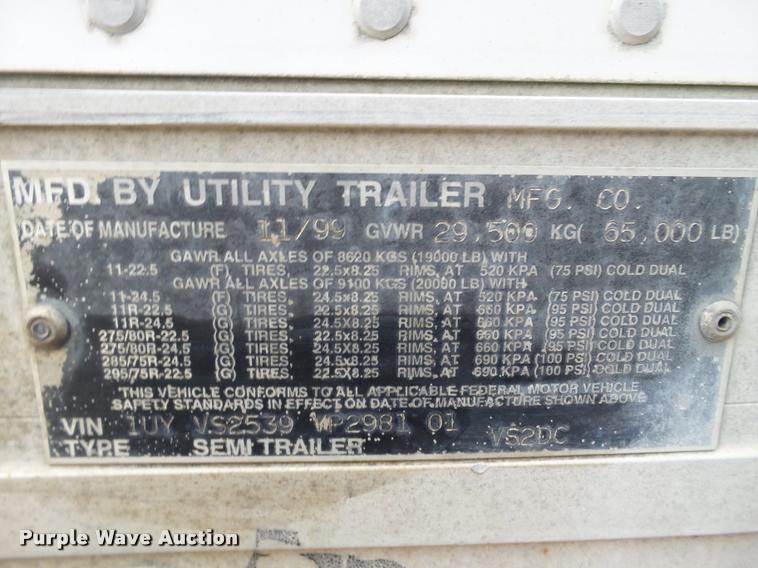 MFD. BY UTILITY TRAILER MFG. CO.
DATE OF MANUFACTURE 11/99 GVWR 29,500 KG( 65,000 LB)
GAWR ALL AXLES OF 8620 KGS (19000 LB) WITH
11-22.5 (F) TIRES, 22.5x8.25 RIMS, AT 520 KPA (75 PSI) COLD DUAL
GAWR ALL AXLES OF 9100 KGS (20000 LB) WITH
11-24.5 (F) TIRES, 24.5x8.25 RIMS, AT 520 KPA (75 PSI) COLD DUAL
11R-22.5 (G) TIRES, 22.5x8.25 RIMS, AT 660 KPA (95 PSI) COLD DUAL
11R-24.5 (G) TIRES, 24.5x8.25 RIMS, AT 660 KPA (95 PSI) COLD DUAL
275/80R-22.5 (G) TIRES, 22.5x8.25 RIMS, AT 660 KPA (95 PSI) COLD DUAL
275/80R-24.5 (G) TIRES, 24.5x8.25 RIMS, AT 660 KPA (95 PSI) COLD DUAL
285/75R-24.5 (G) TIRES, 24.5x8.25 RIMS, AT 690 KPA (100 PSI) COLD DUAL
295/75R-22.5 (G) TIRES, 22.5x8.25 RIMS, AT 690 KPA (100 PSI) COLD DUAL
THIS VEHICLE CONFORMS TO ALL APPLICABLE FEDERAL MOTOR VEHICLE
SAFETY STANDARDS IN EFFECT ON DATE OF MANUFACTURE SHOWN ABOVE
VIN 1UY VS2539 WP2981 01
TYPE SEMI TRAILER VS2DC
Purple Wave Auction